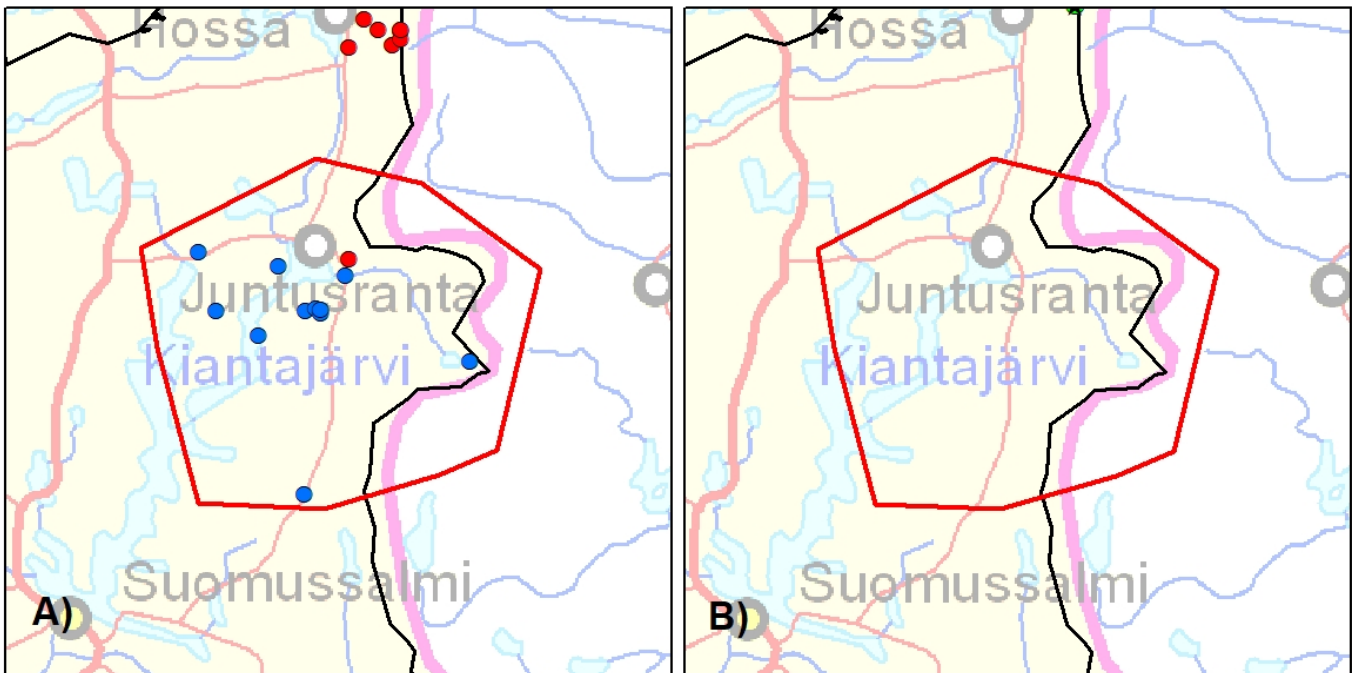 Hossa
Juntusranta
Kiantajärvi
Suomussalmi
A)
Hossa
Juntusranta
Kiantajärvi
Suomussalmi
B)